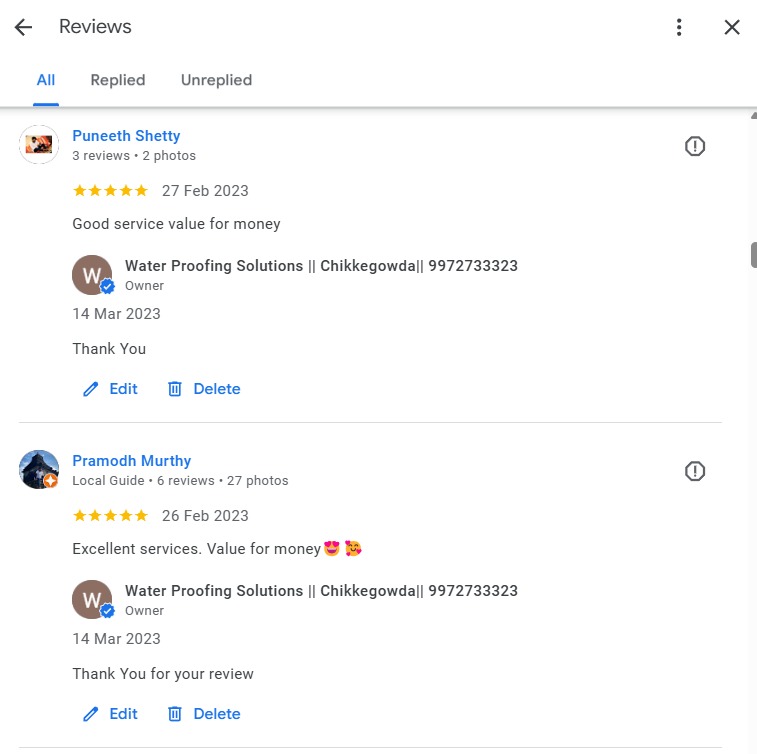 Reviews
All Replied Unreplied
Puneeth Shetty
3 reviews • 2 photos
27 Feb 2023
Good service value for money
W
Water Proofing Solutions || Chikkegowda|| 9972733323
Owner
14 Mar 2023
Thank You
Edit Delete
Pramodh Murthy
Local Guide • 6 reviews • 27 photos
26 Feb 2023
Excellent services. Value for money😍🥰
W
Water Proofing Solutions || Chikkegowda|| 9972733323
Owner
14 Mar 2023
Thank You for your review
Edit Delete